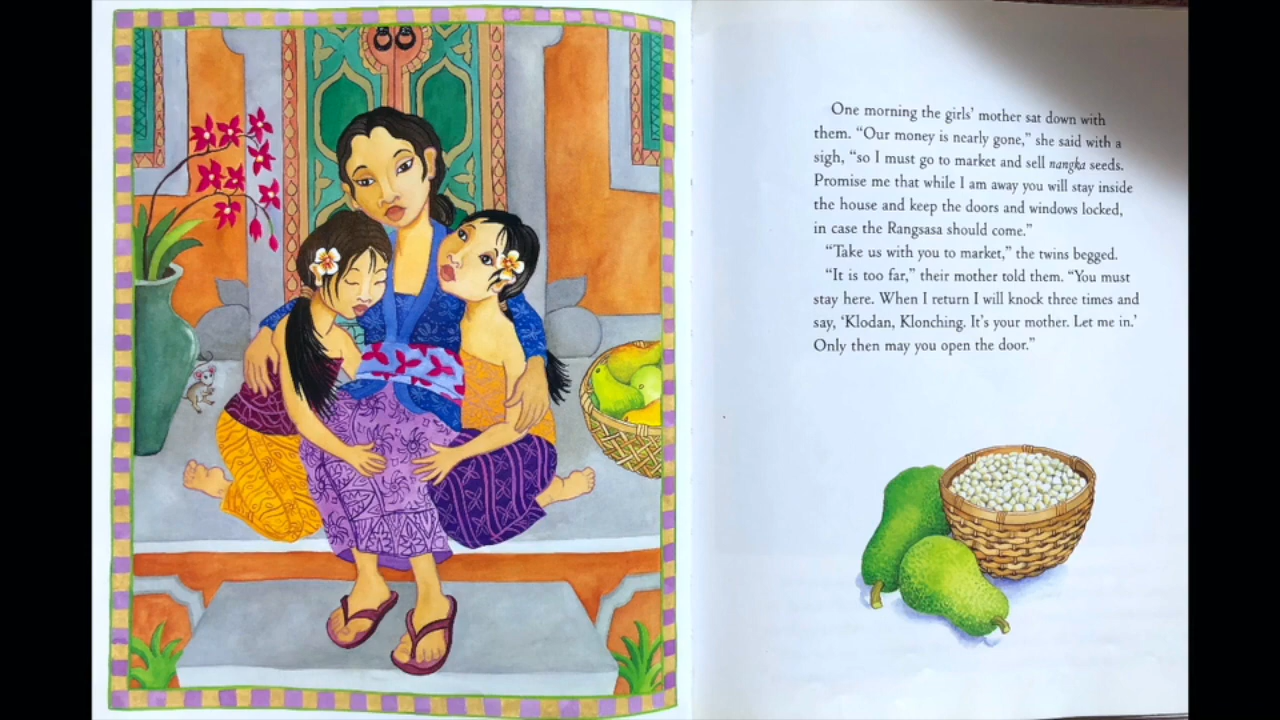 One morning the girls’ mother sat down with
them. “Our money is nearly gone,” she said with a
sigh, “so I must go to market and sell nangka seeds.
Promise me that while I am away you will stay inside
the house and keep the doors and windows locked,
in case the Rangsasa should come.”
“Take us with you to market,” the twins begged.
“It is too far,” their mother told them. “You must
stay here. When I return I will knock three times and
say, ‘Klodan, Klonching. It’s your mother. Let me in.’
Only then may you open the door.”